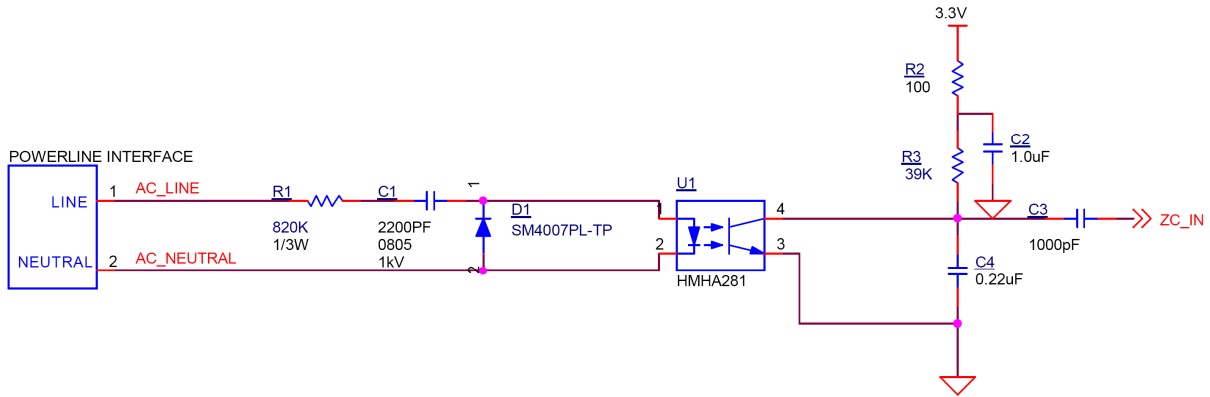 3.3V
R2
100
C2
1.0uF
R3
39K
POWERLINE INTERFACE
LINE
1
AC_LINE
NEUTRAL
2
AC_NEUTRAL
R1
820K
1/3W
C1
2200PF
0805
1kV
1
D1
SM4007PL-TP
2
U1
1
2
4
3
HMHA281
C3
1000pF
ZC_IN
C4
0.22uF